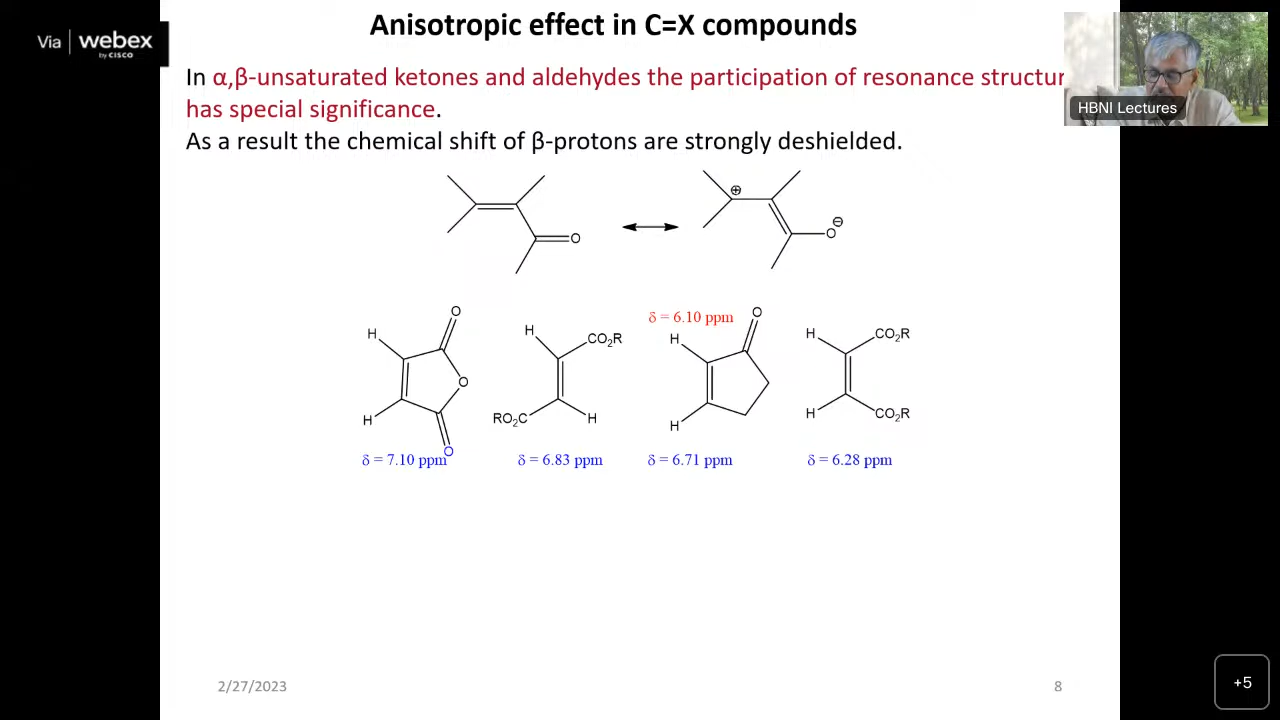 Anisotropic effect in C=X compounds
Via | webex
by CISCO
In α,β-unsaturated ketones and aldehydes the participation of resonance structur
has special significance.
As a result the chemical shift of β-protons are strongly deshielded.
HBNI Lectures
⊕
⊖
O
O
O
H
O
H
O
δ = 7.10 ppm
H
CO₂R
RO₂C
H
δ = 6.83 ppm
δ = 6.10 ppm
O
H
H
δ = 6.71 ppm
H
CO₂R
H
CO₂R
δ = 6.28 ppm
2/27/2023
8
+5